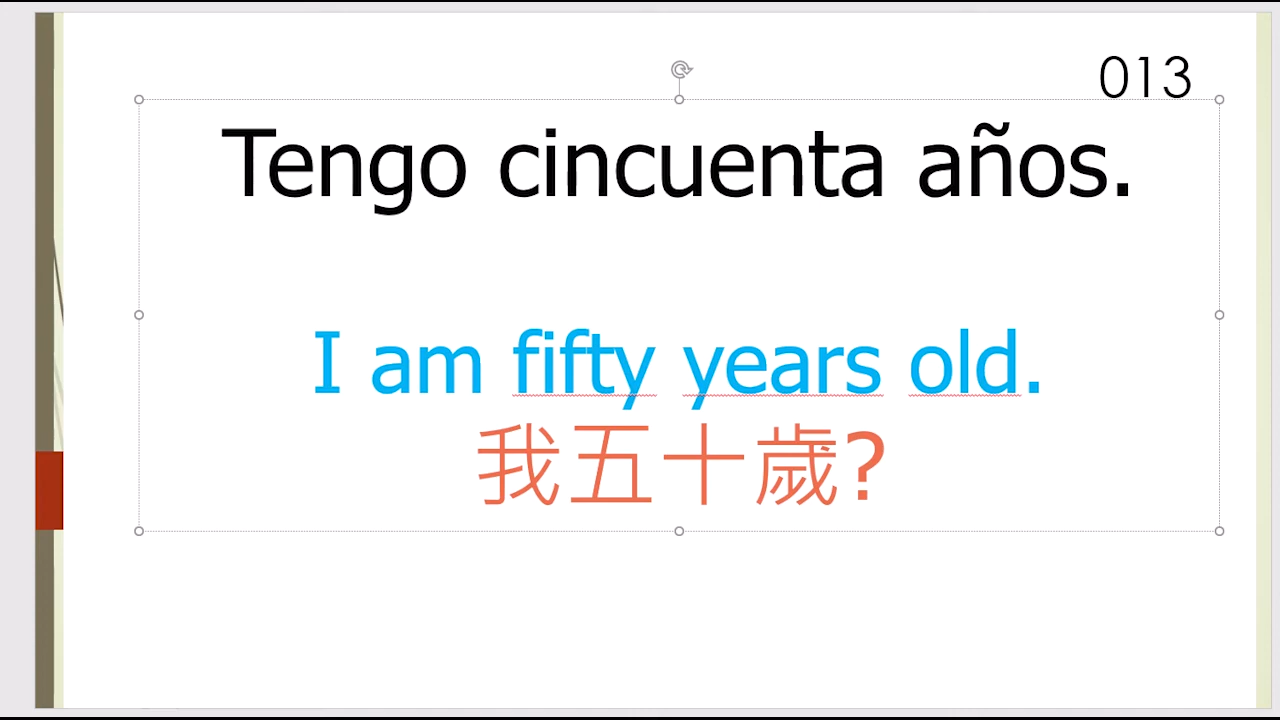 013
Tengo cincuenta años.
I am fifty years old.
我五十歲?